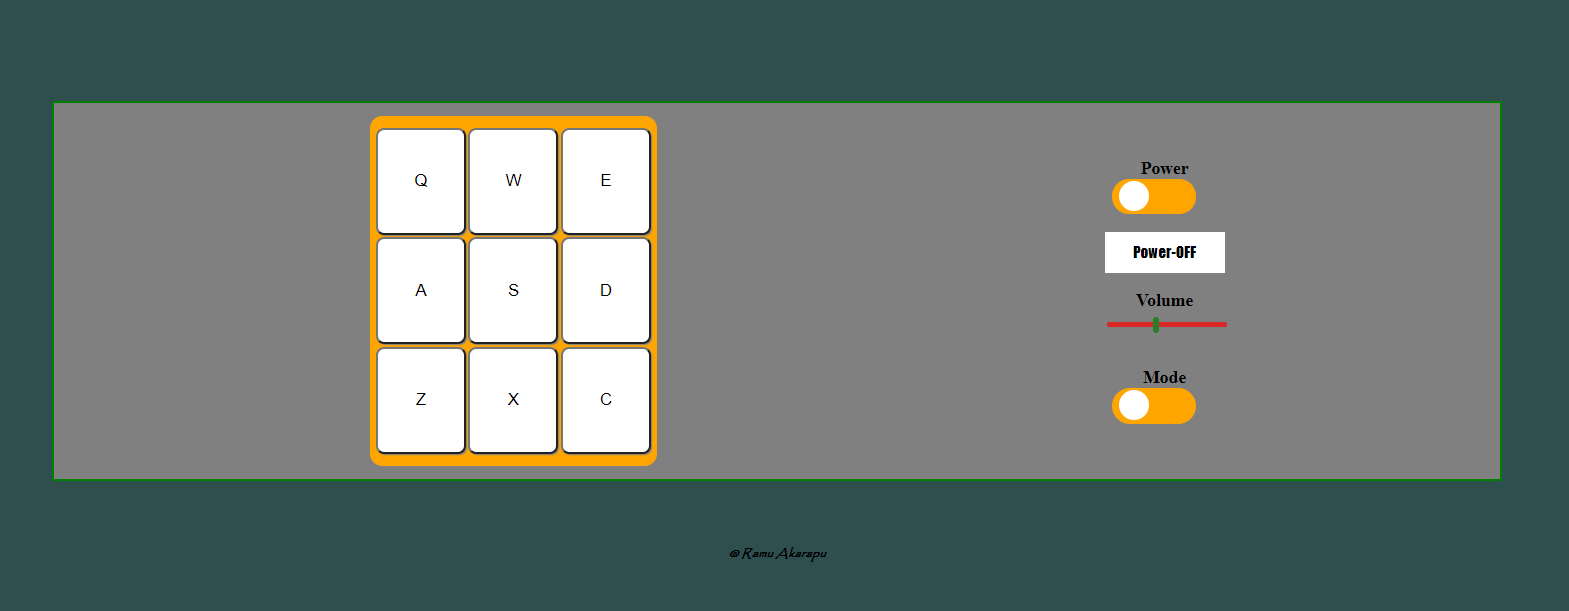 Q W E
A S D
Z X C
Power
Power-OFF
Volume
Mode
© Ramu Akarapu